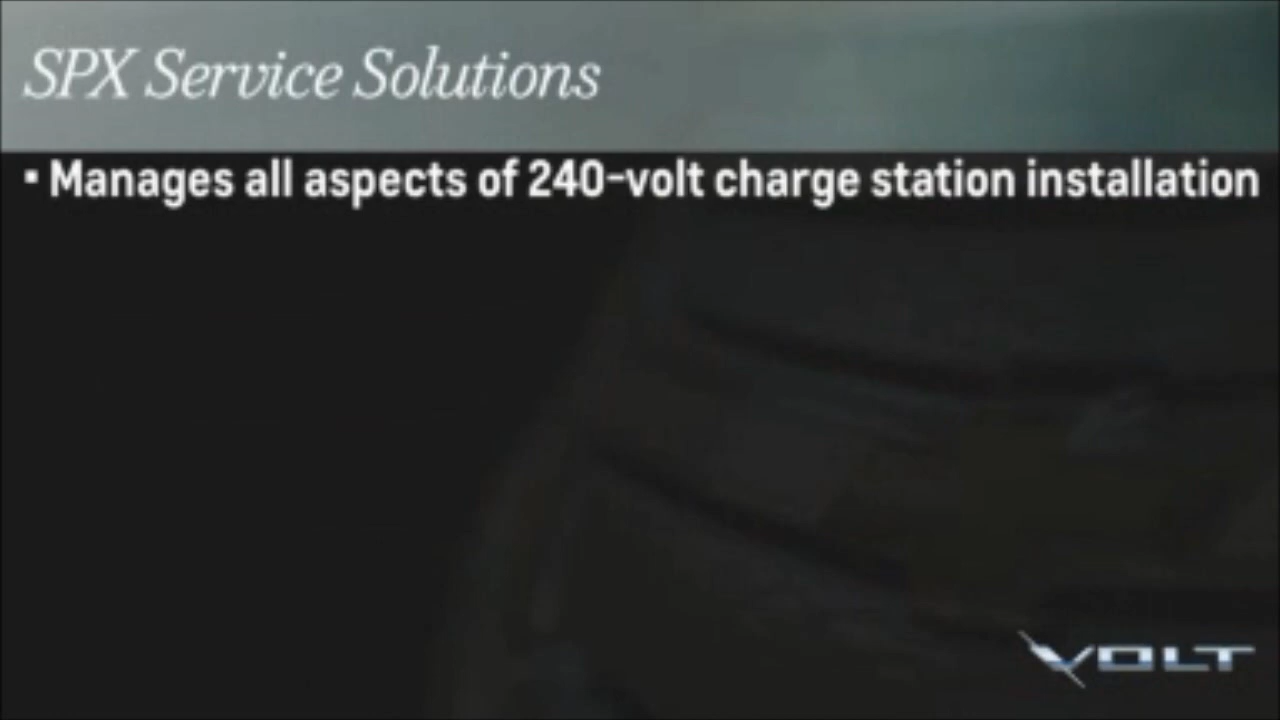 SPX Service Solutions
▪ Manages all aspects of 240-volt charge station installation
VOLT